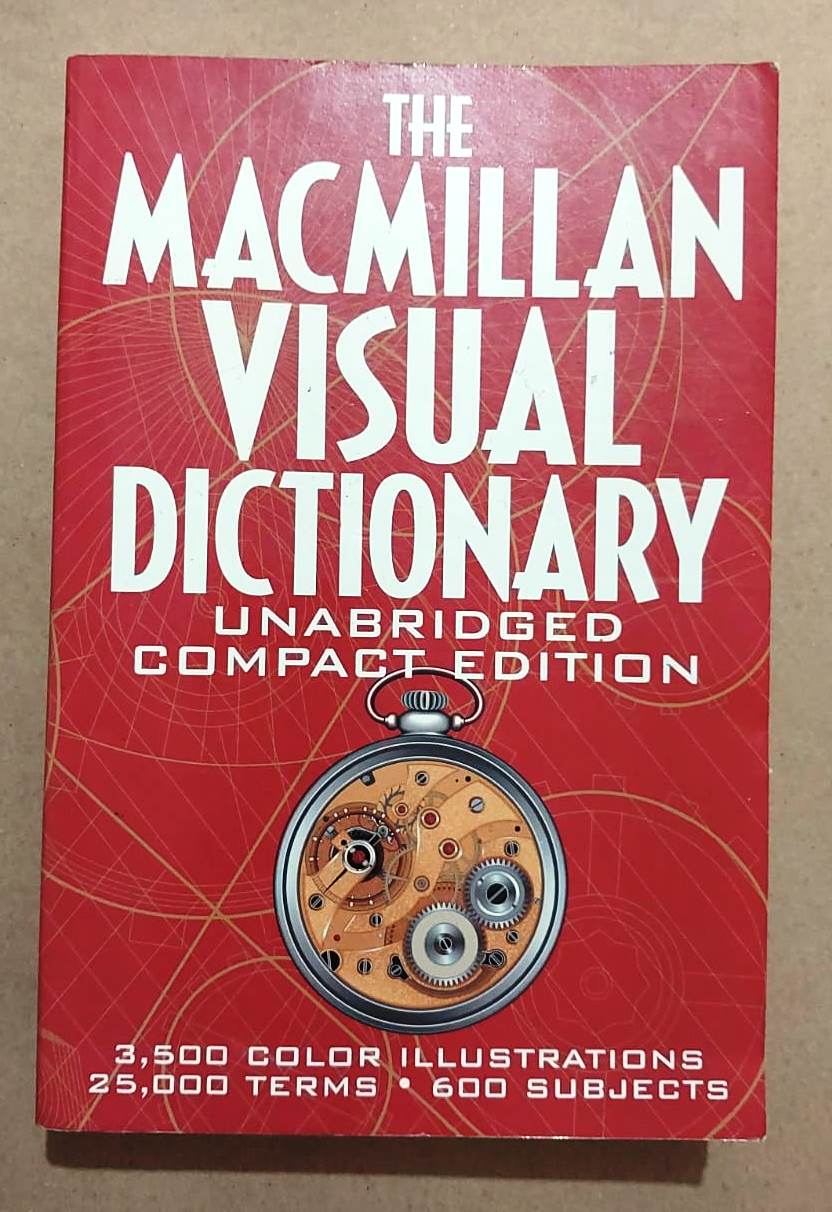 THE
MACMILLAN
VISUAL
DICTIONARY
UNABRIDGED
COMPACT EDITION
3,500 COLOR ILLUSTRATIONS
25,000 TERMS • 600 SUBJECTS